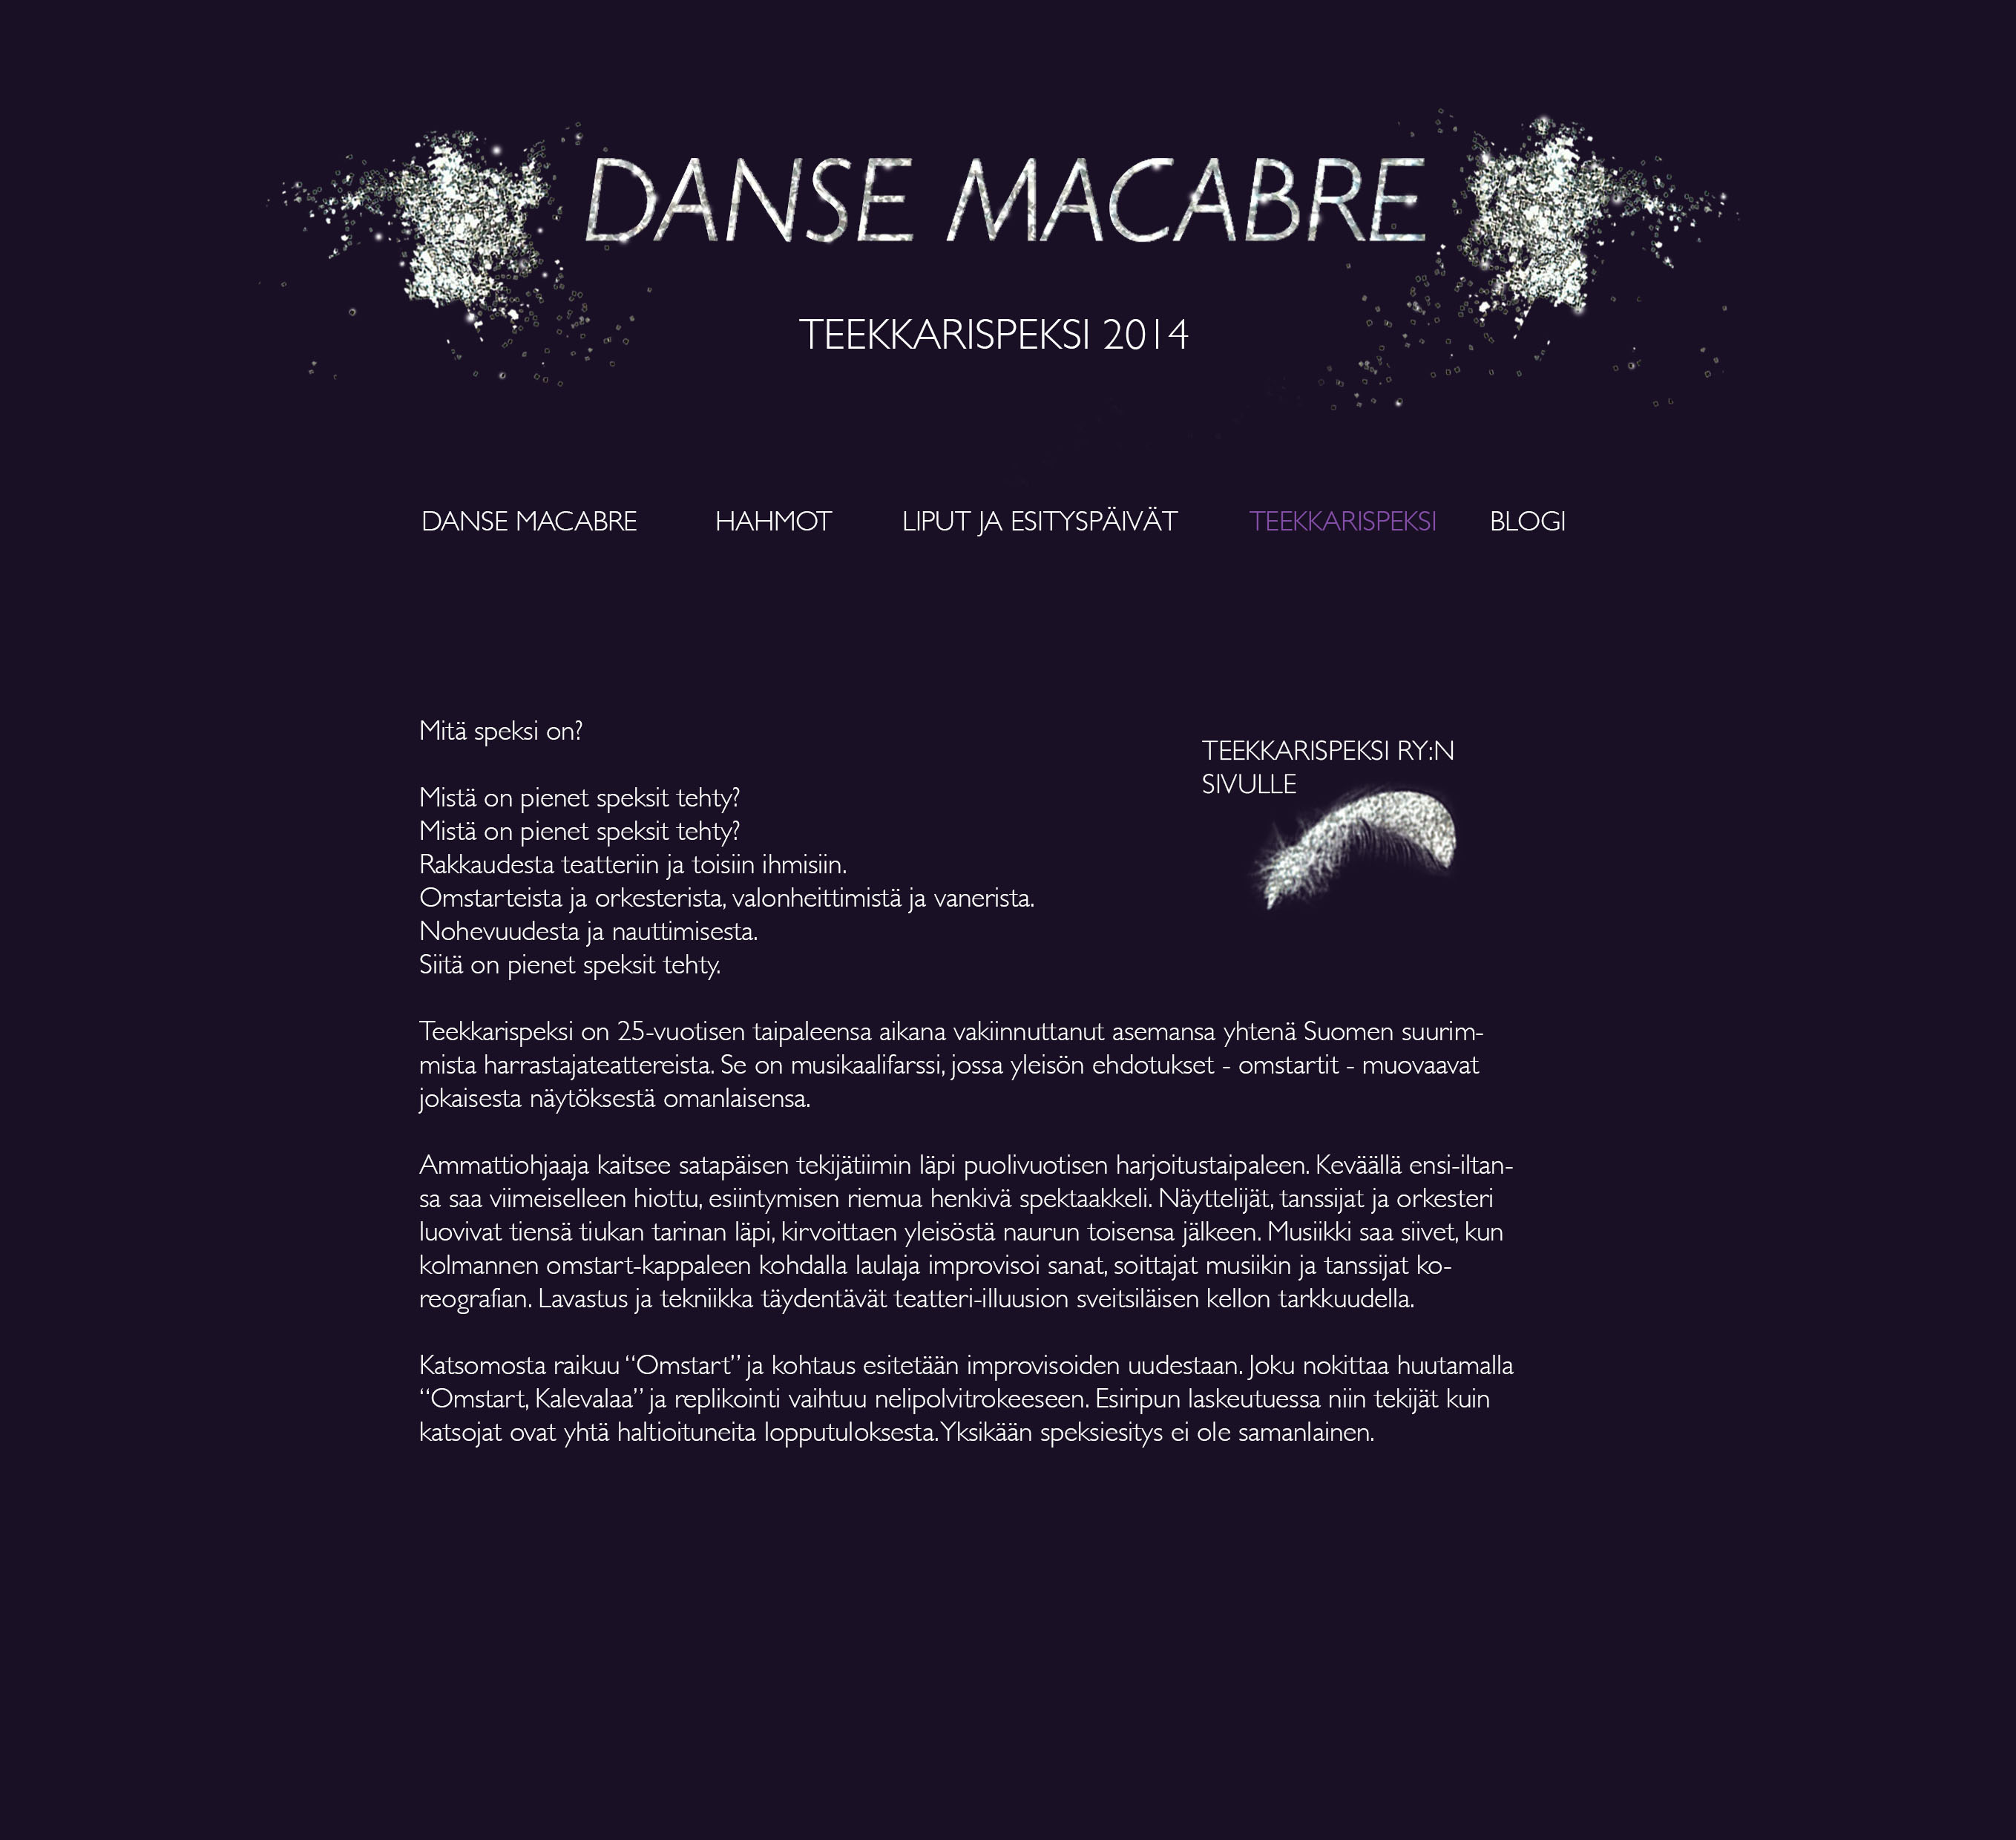 DANSE MACABRE
TEEKKARISPEKSI 2014
DANSE MACABRE HAHMOT LIPUT JA ESITYSPÄIVÄT TEEKKARISPEKSI BLOGI
Mitä speksi on?
Mistä on pienet speksit tehty?
Mistä on pienet speksit tehty?
Rakkaudesta teatteriin ja toisiin ihmisiin.
Omstarteista ja orkesterista, valonheittimistä ja vanerista.
Nohevuudesta ja nauttimisesta.
Siitä on pienet speksit tehty.
TEEKKARISPEKSI RY:N
SIVULLE
Teekkarispeksi on 25-vuotisen taipaleensa aikana vakiinnuttanut asemansa yhtenä Suomen suurim-
mista harrastajateattereista. Se on musikaalifarssi, jossa yleisön ehdotukset - omstartit - muovaavat
jokaisesta näytöksestä omanlaisensa.
Ammattiohjaaja kaitsee satapäisen tekijätiimin läpi puolivuotisen harjoitustaipaleen. Keväällä ensi-iltan-
sa saa viimeiselleen hiottu, esiintymisen riemua henkivä spektaakkeli. Näyttelijät, tanssijat ja orkesteri
luovivat tiensä tiukan tarinan läpi, kirvoittaen yleisöstä naurun toisensa jälkeen. Musiikki saa siivet, kun
kolmannen omstart-kappaleen kohdalla laulaja improvisoi sanat, soittajat musiikin ja tanssijat ko-
reografian. Lavastus ja tekniikka täydentävät teatteri-illuusion sveitsiläisen kellon tarkkuudella.
Katsomosta raikuu “Omstart” ja kohtaus esitetään improvisoiden uudestaan. Joku nokittaa huutamalla
“Omstart, Kalevalaa” ja replikointi vaihtuu nelipolvitrokeeseen. Esiripun laskeutuessa niin tekijät kuin
katsojat ovat yhtä haltioituneita lopputuloksesta. Yksikään speksiesitys ei ole samanlainen.